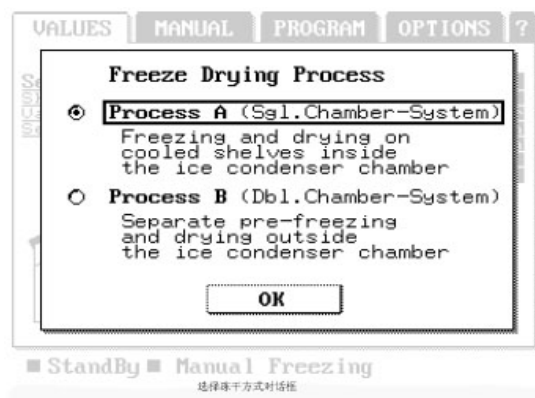 VALUES MANUAL PROGRAM OPTIONS ?
Freeze Drying Process
Process A (Sgl.Chamber-System)
Freezing and drying on
cooled shelves inside
the ice condenser chamber
Process B (Dbl.Chamber-System)
Separate pre-freezing
and drying outside
the ice condenser chamber
OK
StandBy Manual Freezing
选择冻干方式对话框